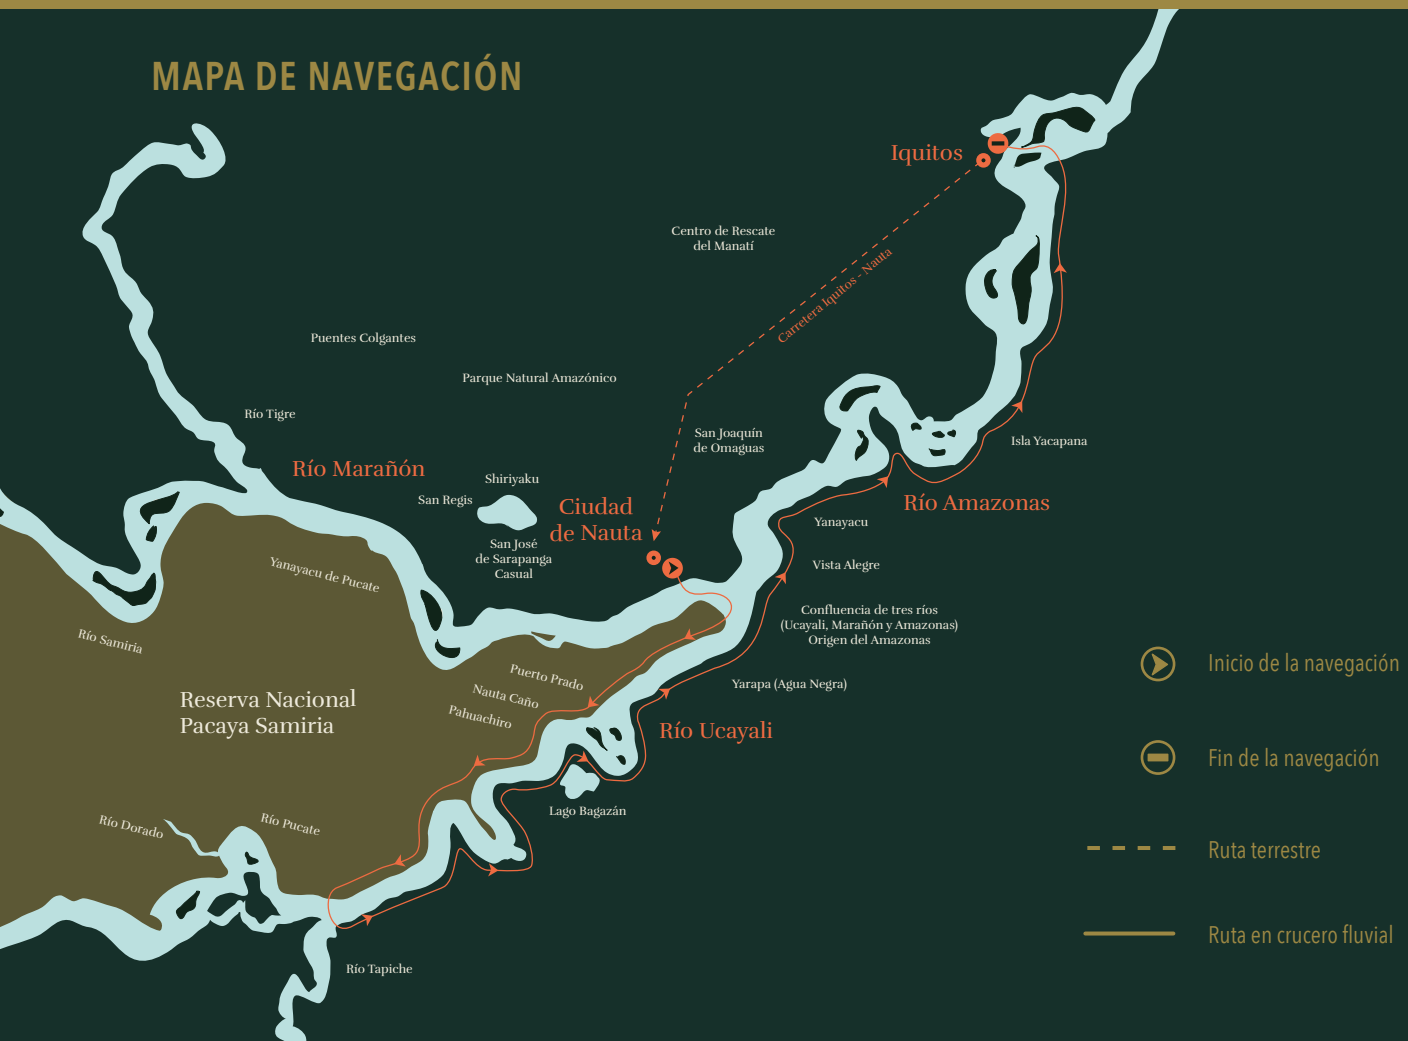 MAPA DE NAVEGACIÓN
Iquitos
Centro de Rescate
del Manatí
Carretera Iquitos - Nauta
Puentes Colgantes
Parque Natural Amazónico
Río Tigre
San Joaquín
de Omaguas
Isla Yacapana
Río Marañón
Shiriyaku
San Regis
Ciudad
de Nauta
Río Amazonas
Yanayacu
San José
de Sarapanga
Casual
Vista Alegre
Yanayacu de Pucate
Confluencia de tres ríos
(Ucayali, Marañón y Amazonas)
Origen del Amazonas
Río Samiria
Puerto Prado
Nauta Caño
Pahuachiro
Yarapa (Agua Negra)
Reserva Nacional
Pacaya Samiria
Río Ucayali
Lago Bagazán
Río Dorado
Río Pucate
Río Tapiche
Inicio de la navegación
Fin de la navegación
Ruta terrestre
Ruta en crucero fluvial